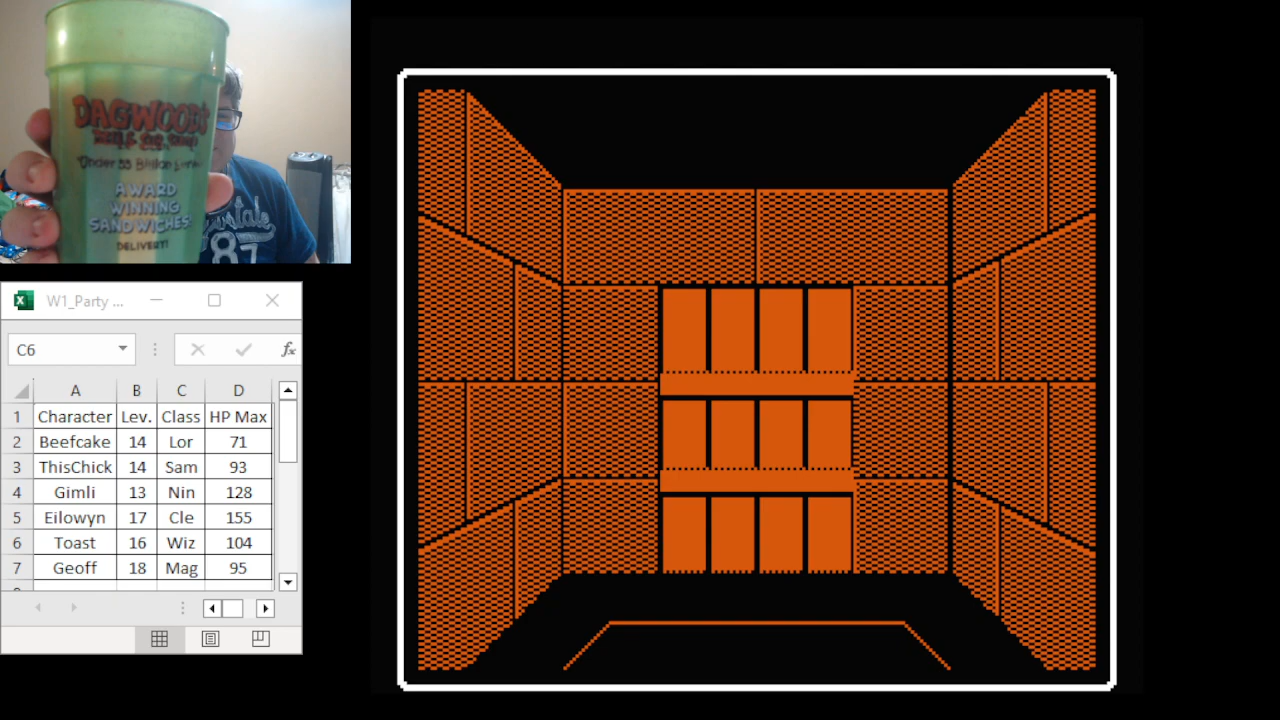 DAGWOOD'S
AWARD
WINNING
SANDWICHES
DELIVERY!
87
W1_Party ...
C6
fx
A B C D
1 Character Lev. Class HP Max
2 Beefcake 14 Lor 71
3 ThisChick 14 Sam 93
4 Gimli 13 Nin 128
5 Eilowyn 17 Cle 155
6 Toast 16 Wiz 104
7 Geoff 18 Mag 95